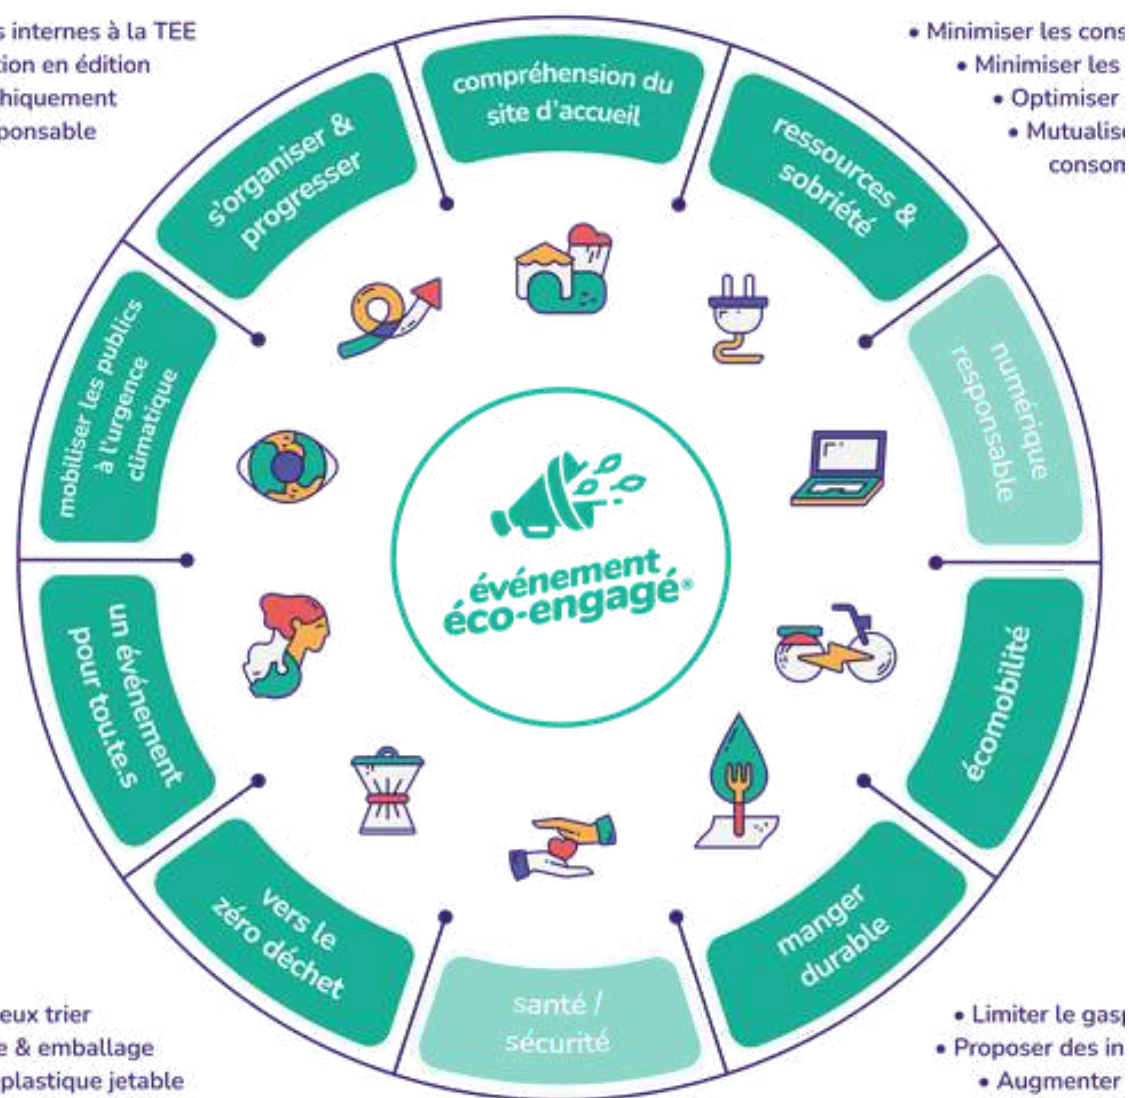 s internes à la TEE
tion en édition
hiquement
ponsable
compréhension du
site d'accueil
• Minimiser les cons
• Minimiser les
• Optimiser
• Mutualise
conson
s'organiser &
progresser
ressources &
sobriété
mobiliser les publics
à l'urgence
climatique
numérique
responsable
événement
éco-engagé®
un événement
pour tou.te.s
écomobilité
vers le
zéro déchet
manger
durable
santé /
sécurité
eux trier
e & emballage
plastique jetable
• Limiter le gasp
• Proposer des in
• Augmenter